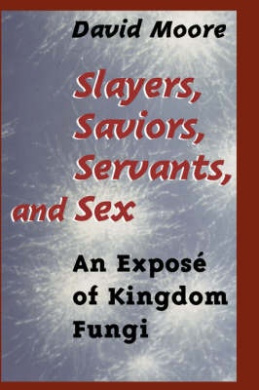 David Moore
Slayers,
Saviors,
Servants,
and Sex
An Exposé
of Kingdom
Fungi